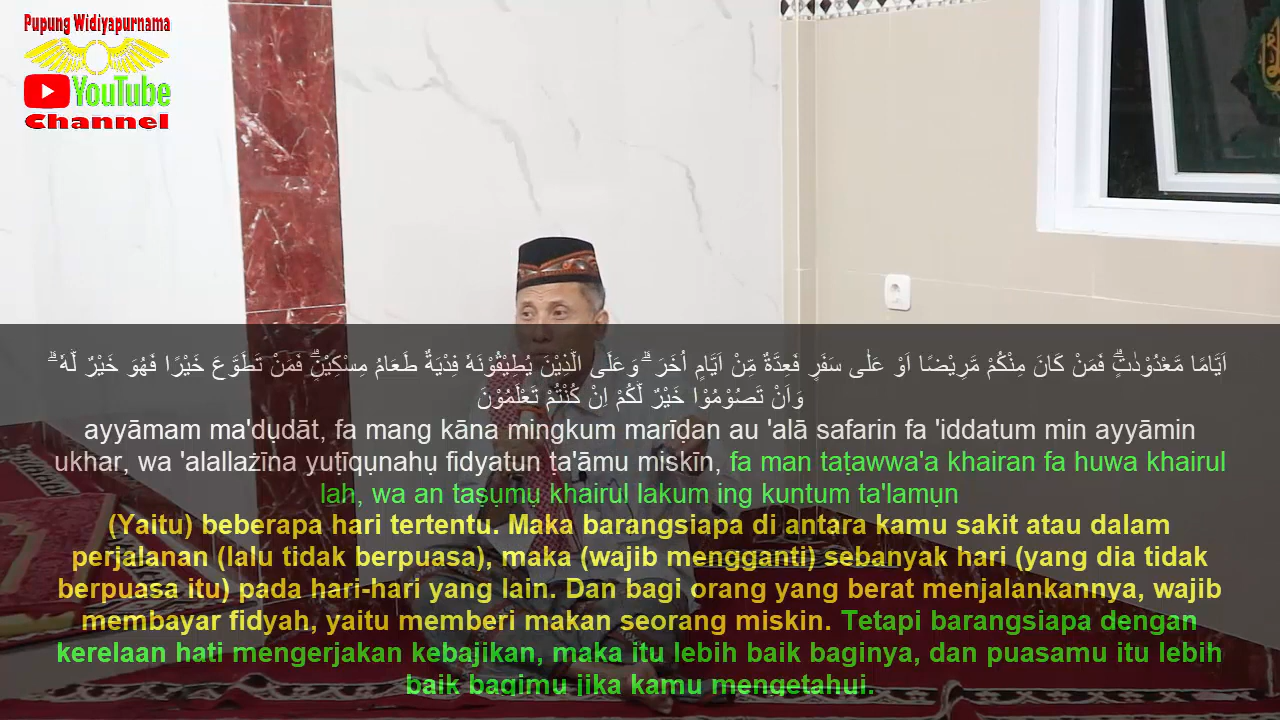 Pupung Widiyapurnama
YouTube
Channel
اَيَّامًا مَّعْدُوْدٰتٍۗ فَمَنْ كَانَ مِنْكُمْ مَّرِيْضًا اَوْ عَلٰى سَفَرٍ فَعِدَّةٌ مِّنْ اَيَّامٍ اُخَرَ ۗوَعَلَى الَّذِيْنَ يُطِيْقُوْنَهٗ فِدْيَةٌ طَعَامُ مِسْكِيْنٍۗ فَمَنْ تَطَوَّعَ خَيْرًا فَهُوَ خَيْرٌ لَّهٗ ۗ
وَاَنْ تَصُوْمُوْا خَيْرٌ لَّكُمْ اِنْ كُنْتُمْ تَعْلَمُوْنَ
ayyāmam ma'dụdāt, fa mang kāna mingkum marīḍan au 'alā safarin fa 'iddatum min ayyāmin
ukhar, wa 'alallażīna yuṭīqụnahụ fidyatun ṭa'āmu miskīn, fa man taṭawwa'a khairan fa huwa khairul
lah, wa an taṣụmụ khairul lakum ing kuntum ta'lamụn
(Yaitu) beberapa hari tertentu. Maka barangsiapa di antara kamu sakit atau dalam
perjalanan (lalu tidak berpuasa), maka (wajib mengganti) sebanyak hari (yang dia tidak
berpuasa itu) pada hari-hari yang lain. Dan bagi orang yang berat menjalankannya, wajib
membayar fidyah, yaitu memberi makan seorang miskin. Tetapi barangsiapa dengan
kerelaan hati mengerjakan kebajikan, maka itu lebih baik baginya, dan puasamu itu lebih
baik bagimu jika kamu mengetahui.